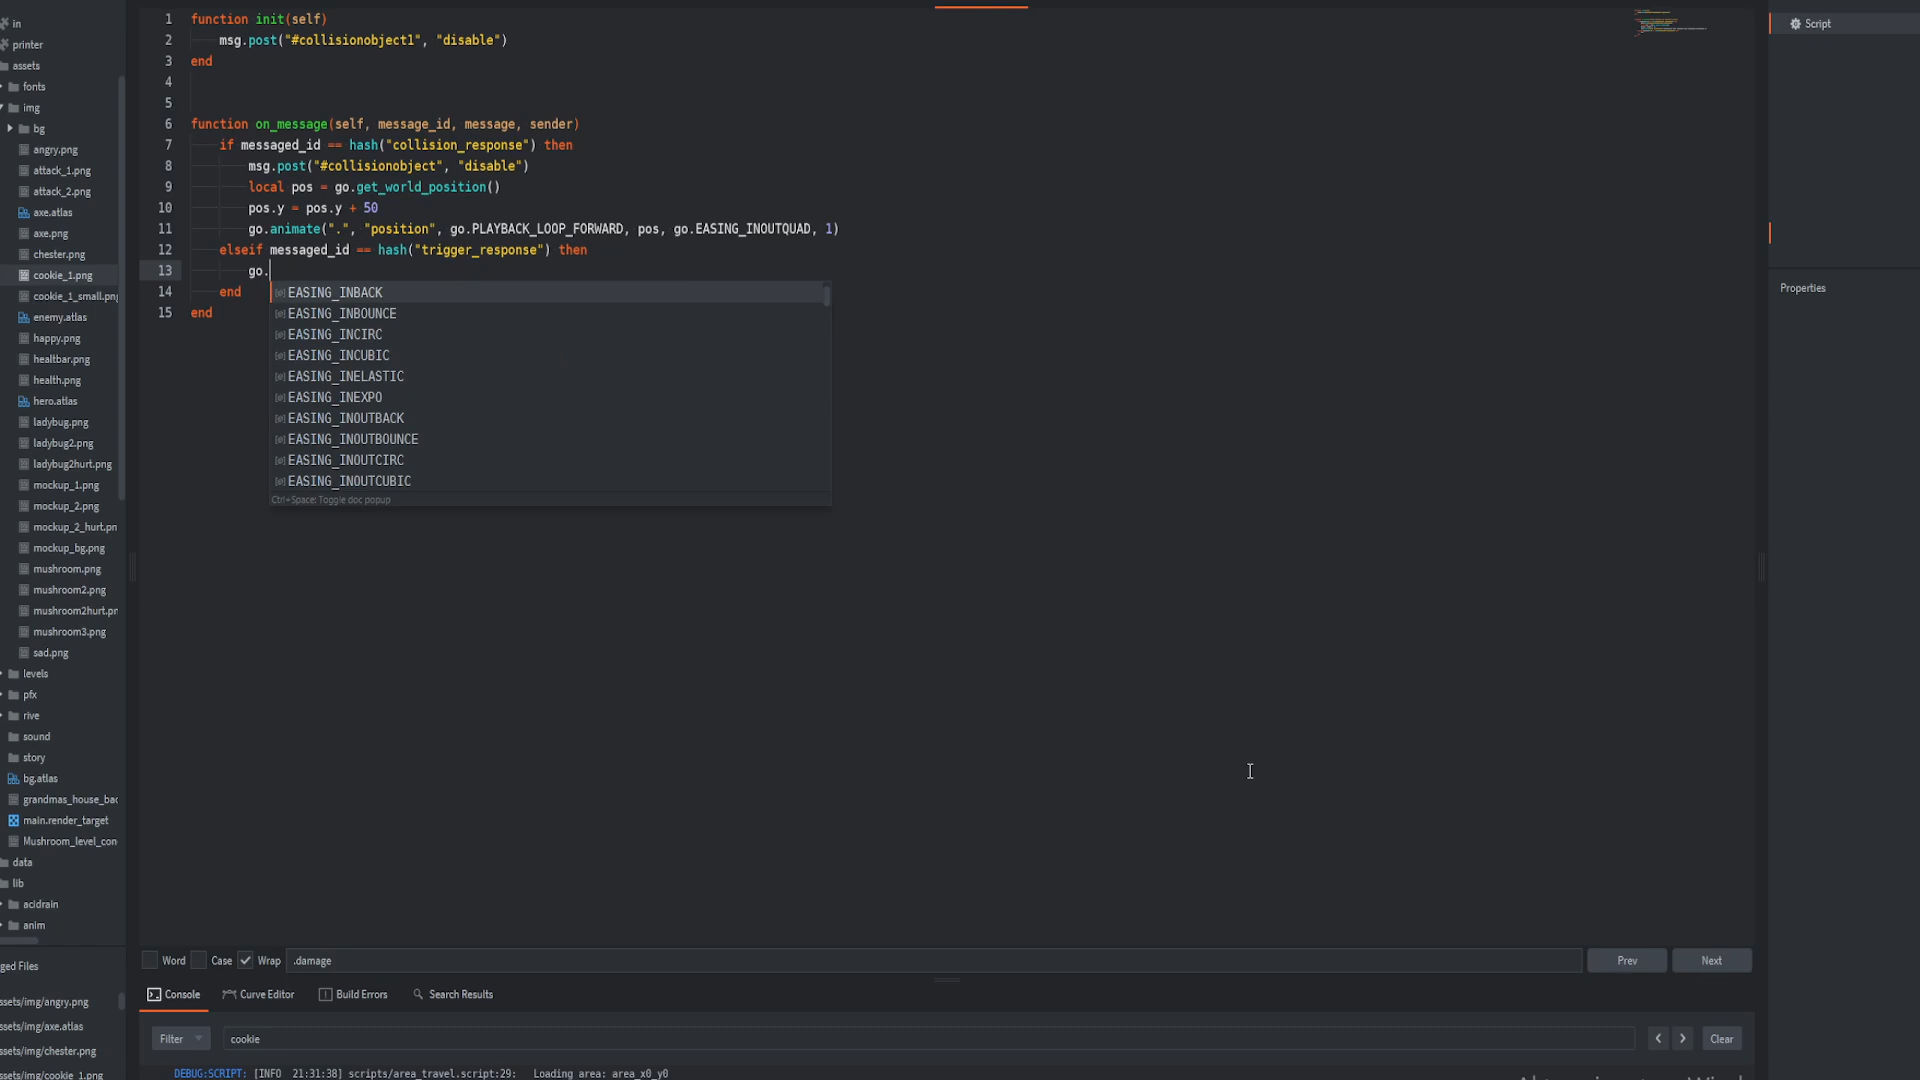 in
printer
assets
fonts
img
bg
angry.png
attack_1.png
attack_2.png
axe.atlas
axe.png
chester.png
cookie_1.png
cookie_1_small.png
enemy.atlas
happy.png
healtbar.png
health.png
hero.atlas
ladybug.png
ladybug2.png
ladybug2hurt.png
mockup_1.png
mockup_2.png
mockup_2_hurt.pn
mockup_bg.png
mushroom.png
mushroom2.png
mushroom2hurt.pn
mushroom3.png
sad.png
levels
pfx
rive
sound
story
bg.atlas
grandmas_house_bac
main.render_target
Mushroom_level_con
data
lib
acidrain
anim
ged Files
ssets/img/angry.png
ssets/img/axe.atlas
ssets/img/chester.png
ssets/img/cookie_1.png
1 function init(self)
2 msg.post("#collisionobject1", "disable")
3 end
4
5
6 function on_message(self, message_id, message, sender)
7 if messaged_id == hash("collision_response") then
8 msg.post("#collisionobject", "disable")
9 local pos = go.get_world_position()
10 pos.y = pos.y + 50
11 go.animate(".", "position", go.PLAYBACK_LOOP_FORWARD, pos, go.EASING_INOUTQUAD, 1)
12 elseif messaged_id == hash("trigger_response") then
13 go.
14 end
15 end
EASING_INBACK
EASING_INBOUNCE
EASING_INCIRC
EASING_INCUBIC
EASING_INELASTIC
EASING_INEXPO
EASING_INOUTBACK
EASING_INOUTBOUNCE
EASING_INOUTCIRC
EASING_INOUTCUBIC
Ctrl+Space: Toggle doc popup
Word Case Wrap .damage Prev Next
Console Curve Editor Build Errors Search Results
Filter cookie Clear
DEBUG:SCRIPT: [INFO 21:31:38] scripts/area_travel.script:29: Loading area: area_x0_y0
Script
Properties